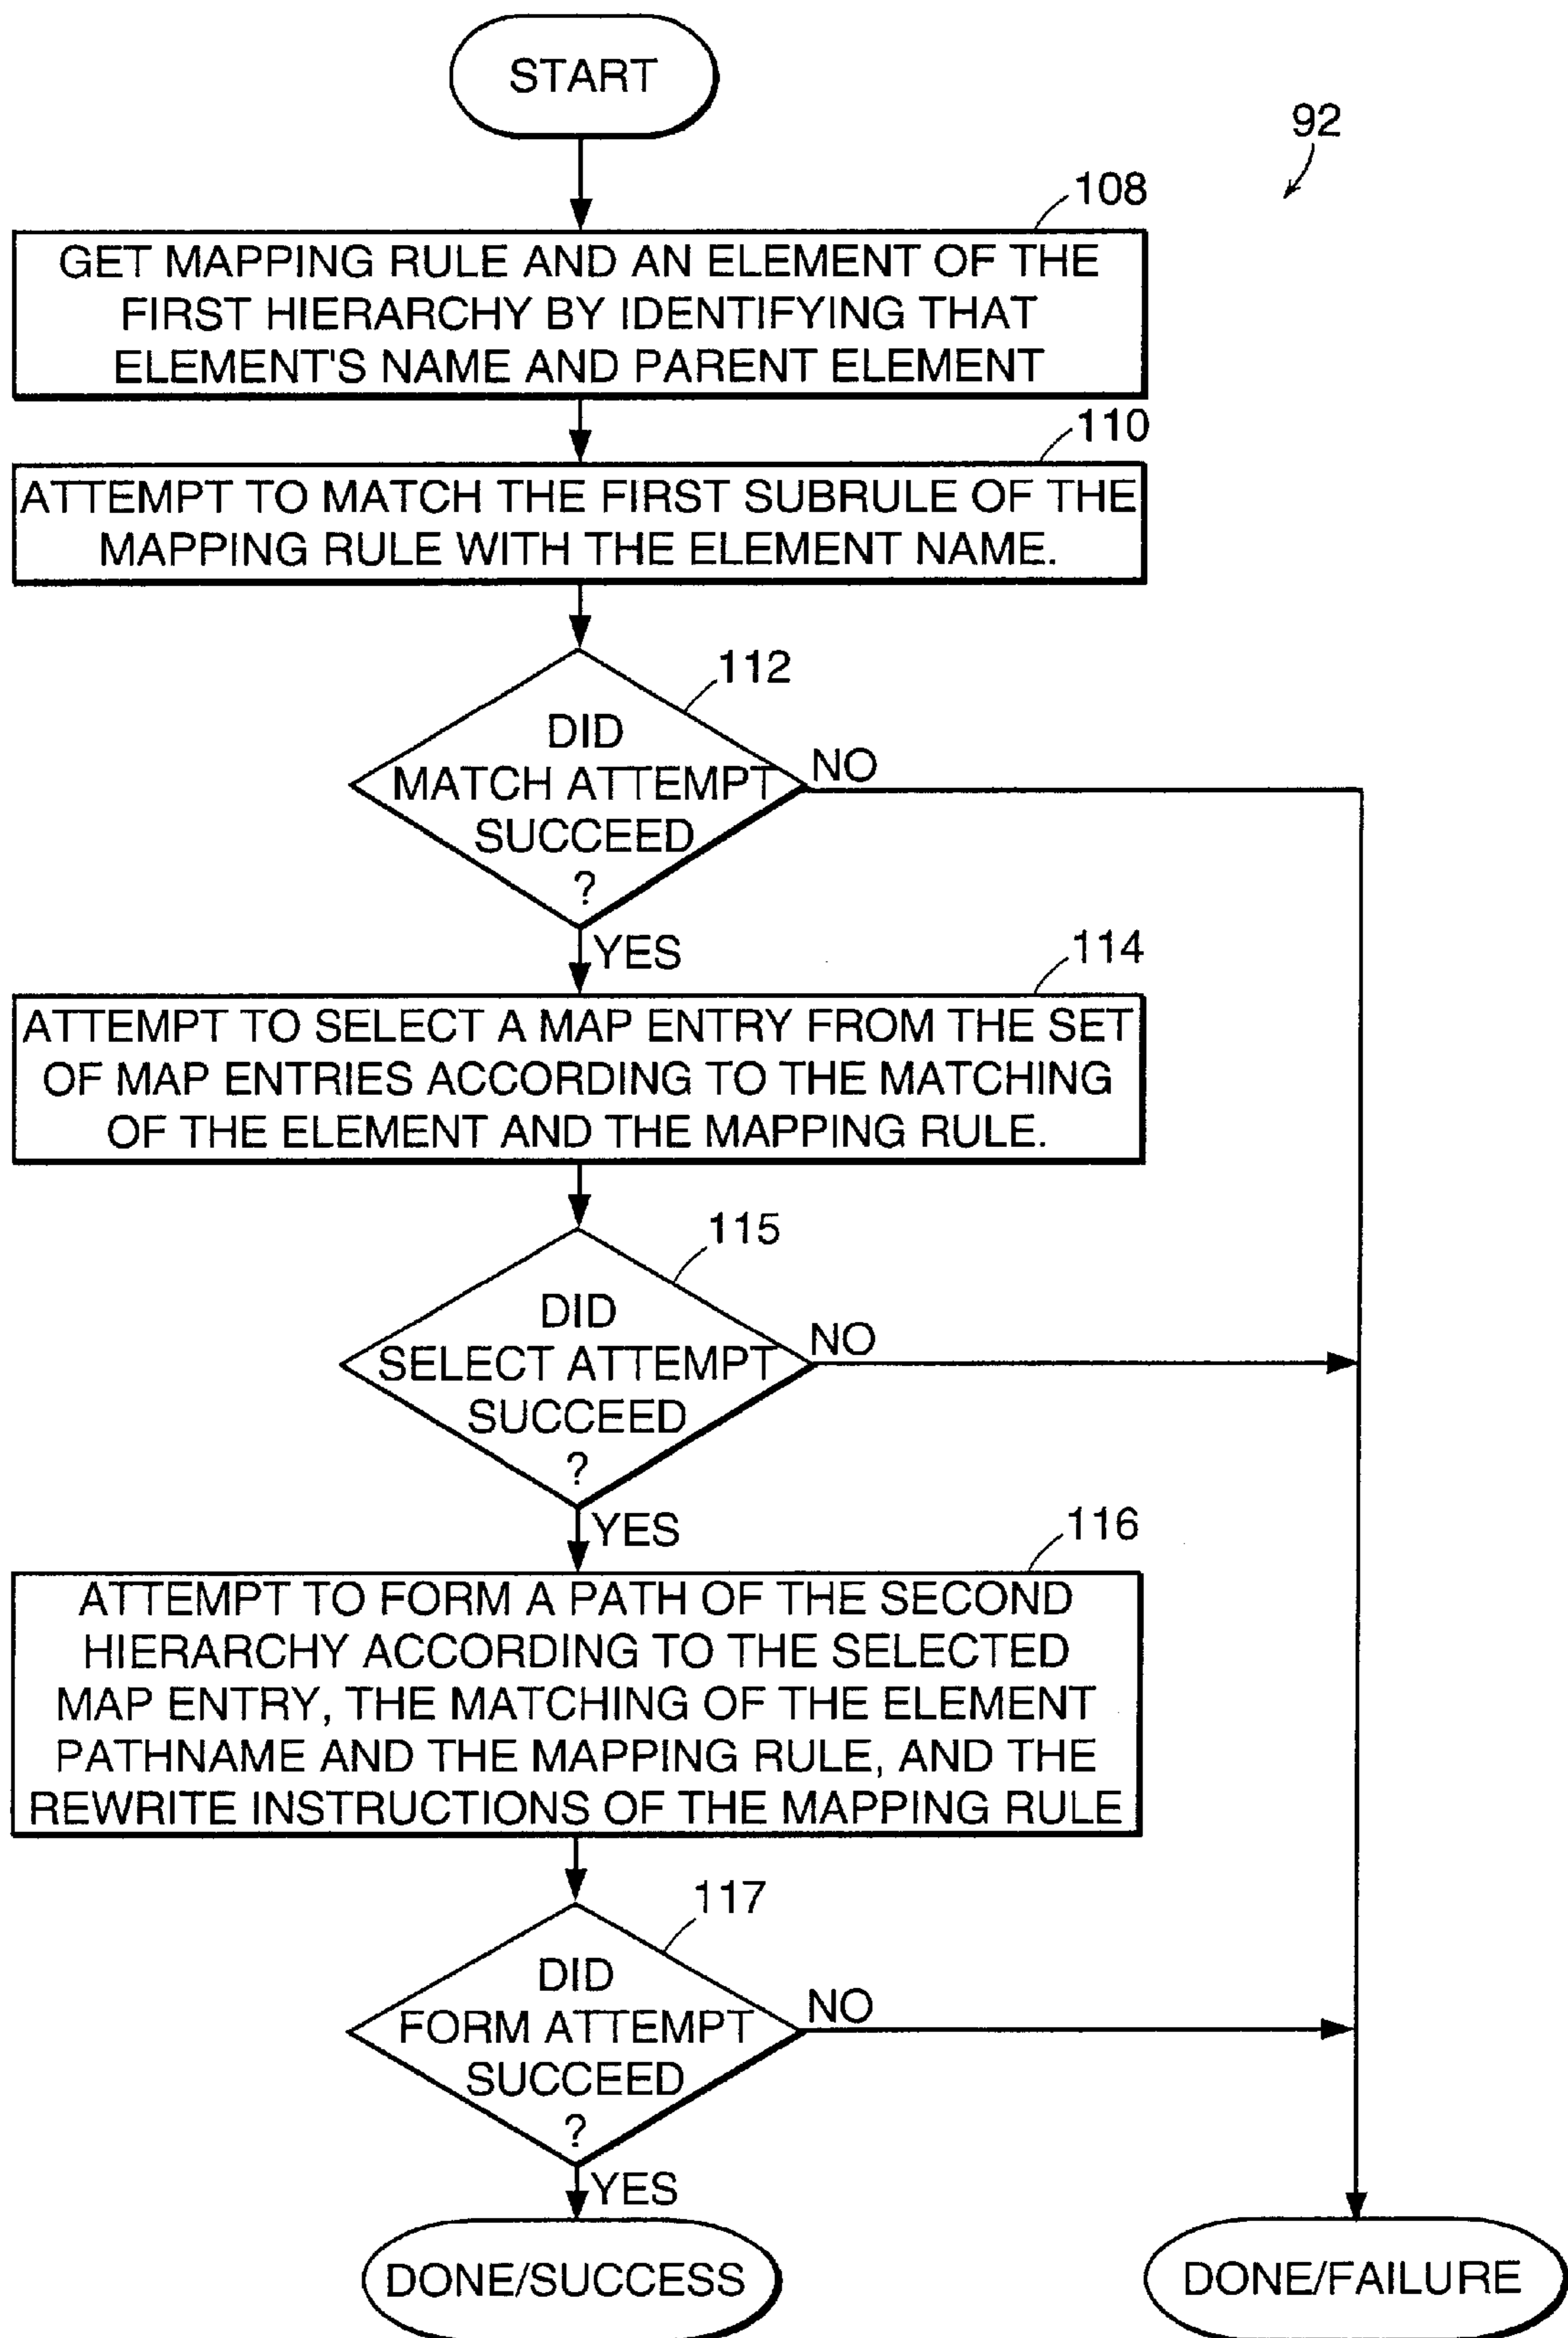 START
92
108
GET MAPPING RULE AND AN ELEMENT OF THE
FIRST HIERARCHY BY IDENTIFYING THAT
ELEMENT'S NAME AND PARENT ELEMENT
110
ATTEMPT TO MATCH THE FIRST SUBRULE OF THE
MAPPING RULE WITH THE ELEMENT NAME.
112
DID
MATCH ATTEMPT
SUCCEED
?
NO
YES
114
ATTEMPT TO SELECT A MAP ENTRY FROM THE SET
OF MAP ENTRIES ACCORDING TO THE MATCHING
OF THE ELEMENT AND THE MAPPING RULE.
115
DID
SELECT ATTEMPT
SUCCEED
?
NO
YES
116
ATTEMPT TO FORM A PATH OF THE SECOND
HIERARCHY ACCORDING TO THE SELECTED
MAP ENTRY, THE MATCHING OF THE ELEMENT
PATHNAME AND THE MAPPING RULE, AND THE
REWRITE INSTRUCTIONS OF THE MAPPING RULE
117
DID
FORM ATTEMPT
SUCCEED
?
NO
YES
DONE/SUCCESS
DONE/FAILURE